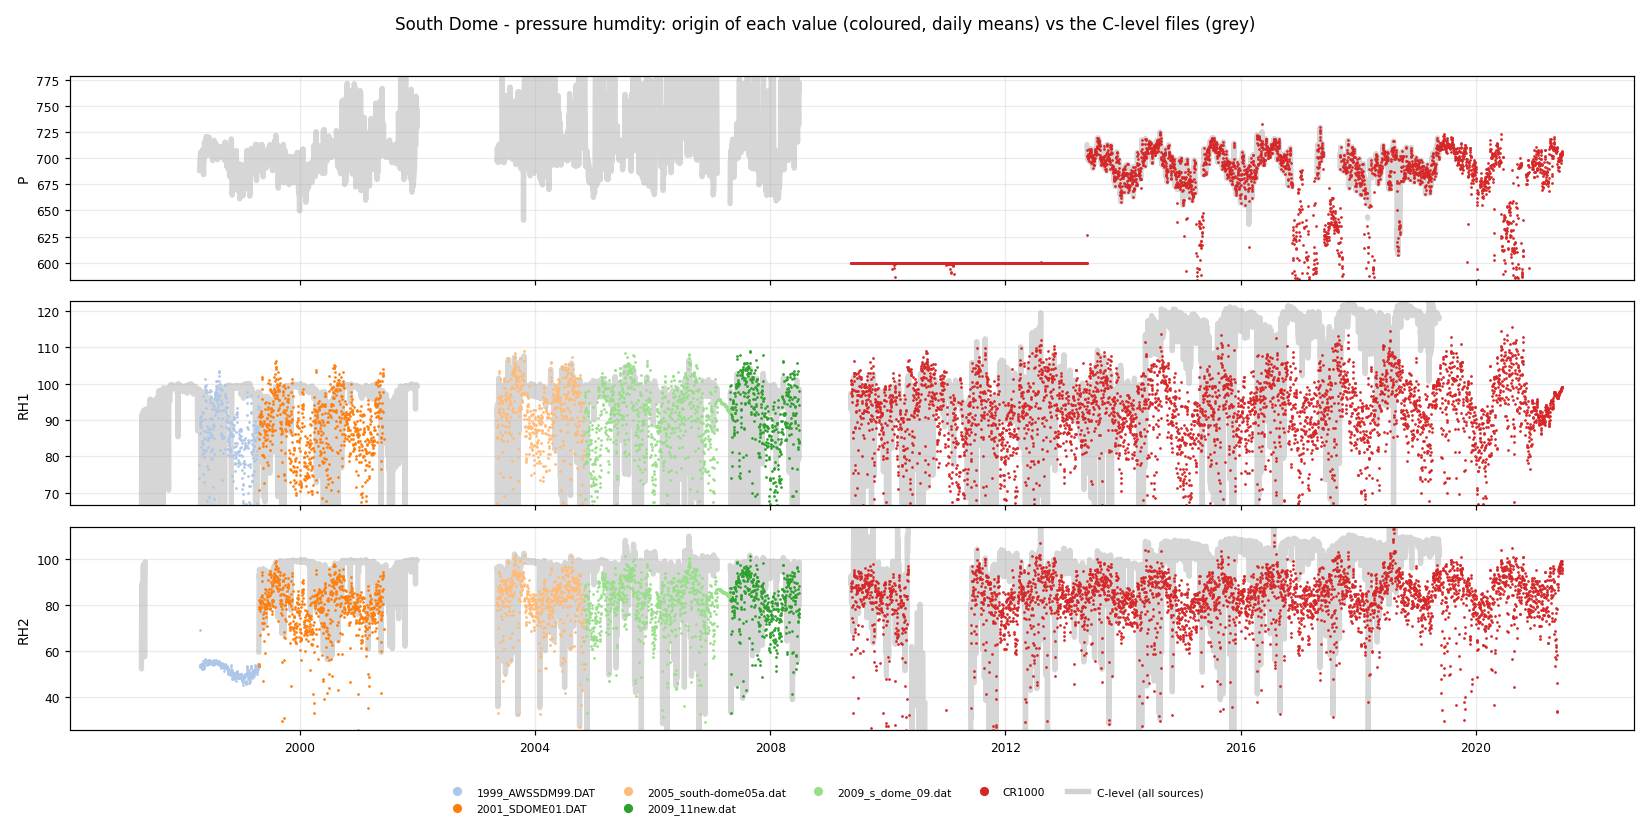 South Dome - pressure humdity: origin of each value (coloured, daily means) vs the C-level files (grey)
775
750
725
700
675
650
625
600
P
120
110
100
90
80
70
RH1
100
80
60
40
RH2
2000 2004 2008 2012 2016 2020
1999_AWSSDM99.DAT 2005_south-dome05a.dat 2009_s_dome_09.dat CR1000 C-level (all sources)
2001_SDOME01.DAT 2009_11new.dat